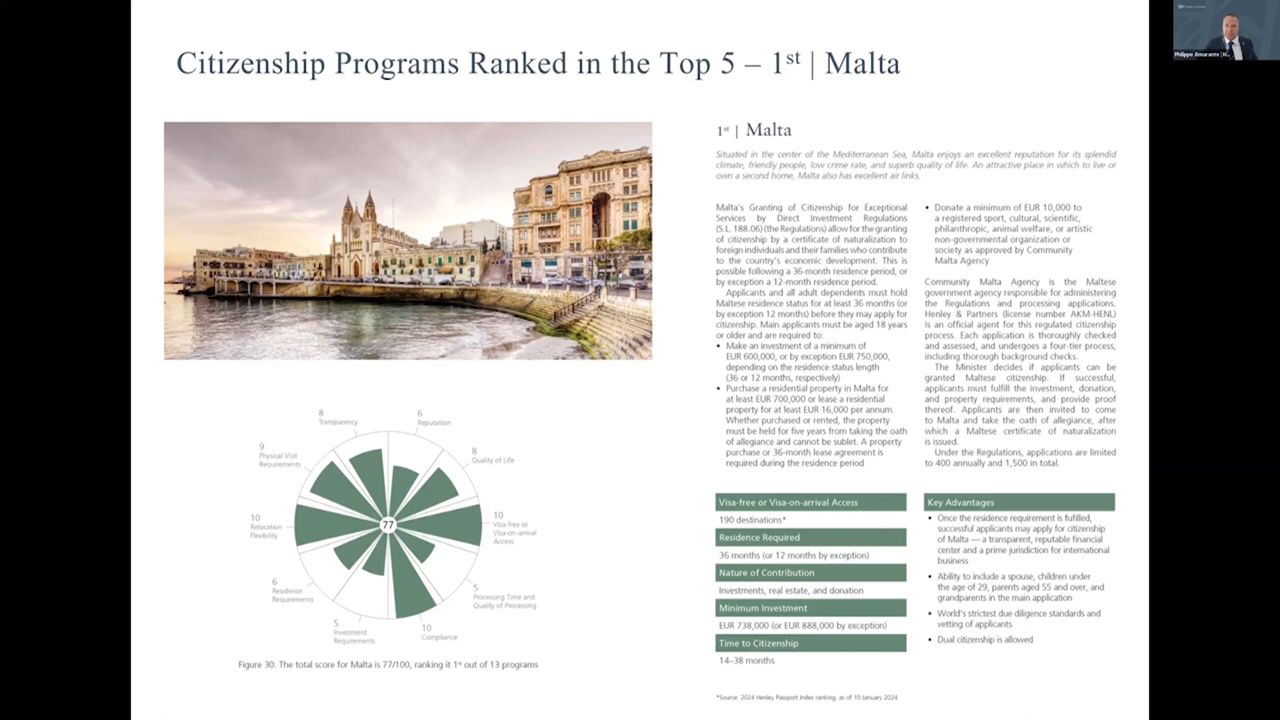 Citizenship Programs Ranked in the Top 5 – 1st | Malta
Philippe Amarante | H...
1st | Malta
Situated in the center of the Mediterranean Sea, Malta enjoys an excellent reputation for its splendid
climate, friendly people, low crime rate, and superb quality of life. An attractive place in which to live or
own a second home, Malta also has excellent air links.
Malta's Granting of Citizenship for Exceptional
Services by Direct Investment Regulations
(S.L. 188.06) (the Regulations) allow for the granting
of citizenship by a certificate of naturalization to
foreign individuals and their families who contribute
to the country's economic development. This is
possible following a 36-month residence period, or
by exception a 12-month residence period.
Applicants and all adult dependents must hold
Maltese residence status for at least 36 months (or
by exception 12 months) before they may apply for
citizenship. Main applicants must be aged 18 years
or older and are required to:
• Make an investment of a minimum of
EUR 600,000, or by exception EUR 750,000,
depending on the residence status length
(36 or 12 months, respectively)
• Purchase a residential property in Malta for
at least EUR 700,000 or lease a residential
property for at least EUR 16,000 per annum.
Whether purchased or rented, the property
must be held for five years from taking the oath
of allegiance and cannot be sublet. A property
purchase or 36-month lease agreement is
required during the residence period
• Donate a minimum of EUR 10,000 to
a registered sport, cultural, scientific,
philanthropic, animal welfare, or artistic
non-governmental organization or
society as approved by Community
Malta Agency
Community Malta Agency is the Maltese
government agency responsible for administering
the Regulations and processing applications.
Henley & Partners (license number AKM-HENL)
is an official agent for this regulated citizenship
process. Each application is thoroughly checked
and assessed, and undergoes a four-tier process,
including thorough background checks.
The Minister decides if applicants can be
granted Maltese citizenship. If successful,
applicants must fulfill the investment, donation,
and property requirements, and provide proof
thereof. Applicants are then invited to come
to Malta and take the oath of allegiance, after
which a Maltese certificate of naturalization
is issued.
Under the Regulations, applications are limited
to 400 annually and 1,500 in total.
8
Transparency
6
Reputation
9
Physical Visit
Requirements
8
Quality of Life
10
Relocation
Flexibility
77
10
Visa-free or
Visa-on-arrival
Access
6
Residence
Requirements
5
Processing Time and
Quality of Processing
5
Investment
Requirements
10
Compliance
Figure 30. The total score for Malta is 77/100, ranking it 1st out of 13 programs
Visa-free or Visa-on-arrival Access
190 destinations*
Residence Required
36 months (or 12 months by exception)
Nature of Contribution
Investments, real estate, and donation
Minimum Investment
EUR 738,000 (or EUR 888,000 by exception)
Time to Citizenship
14–38 months
Key Advantages
• Once the residence requirement is fufilled,
successful applicants may apply for citizenship
of Malta — a transparent, reputable financial
center and a prime jurisdiction for international
business
• Ability to include a spouse, children under
the age of 29, parents aged 55 and over, and
grandparents in the main application
• World's strictest due diligence standards and
vetting of applicants
• Dual citizenship is allowed
*Source: 2024 Henley Passport Index ranking, as of 10 January 2024